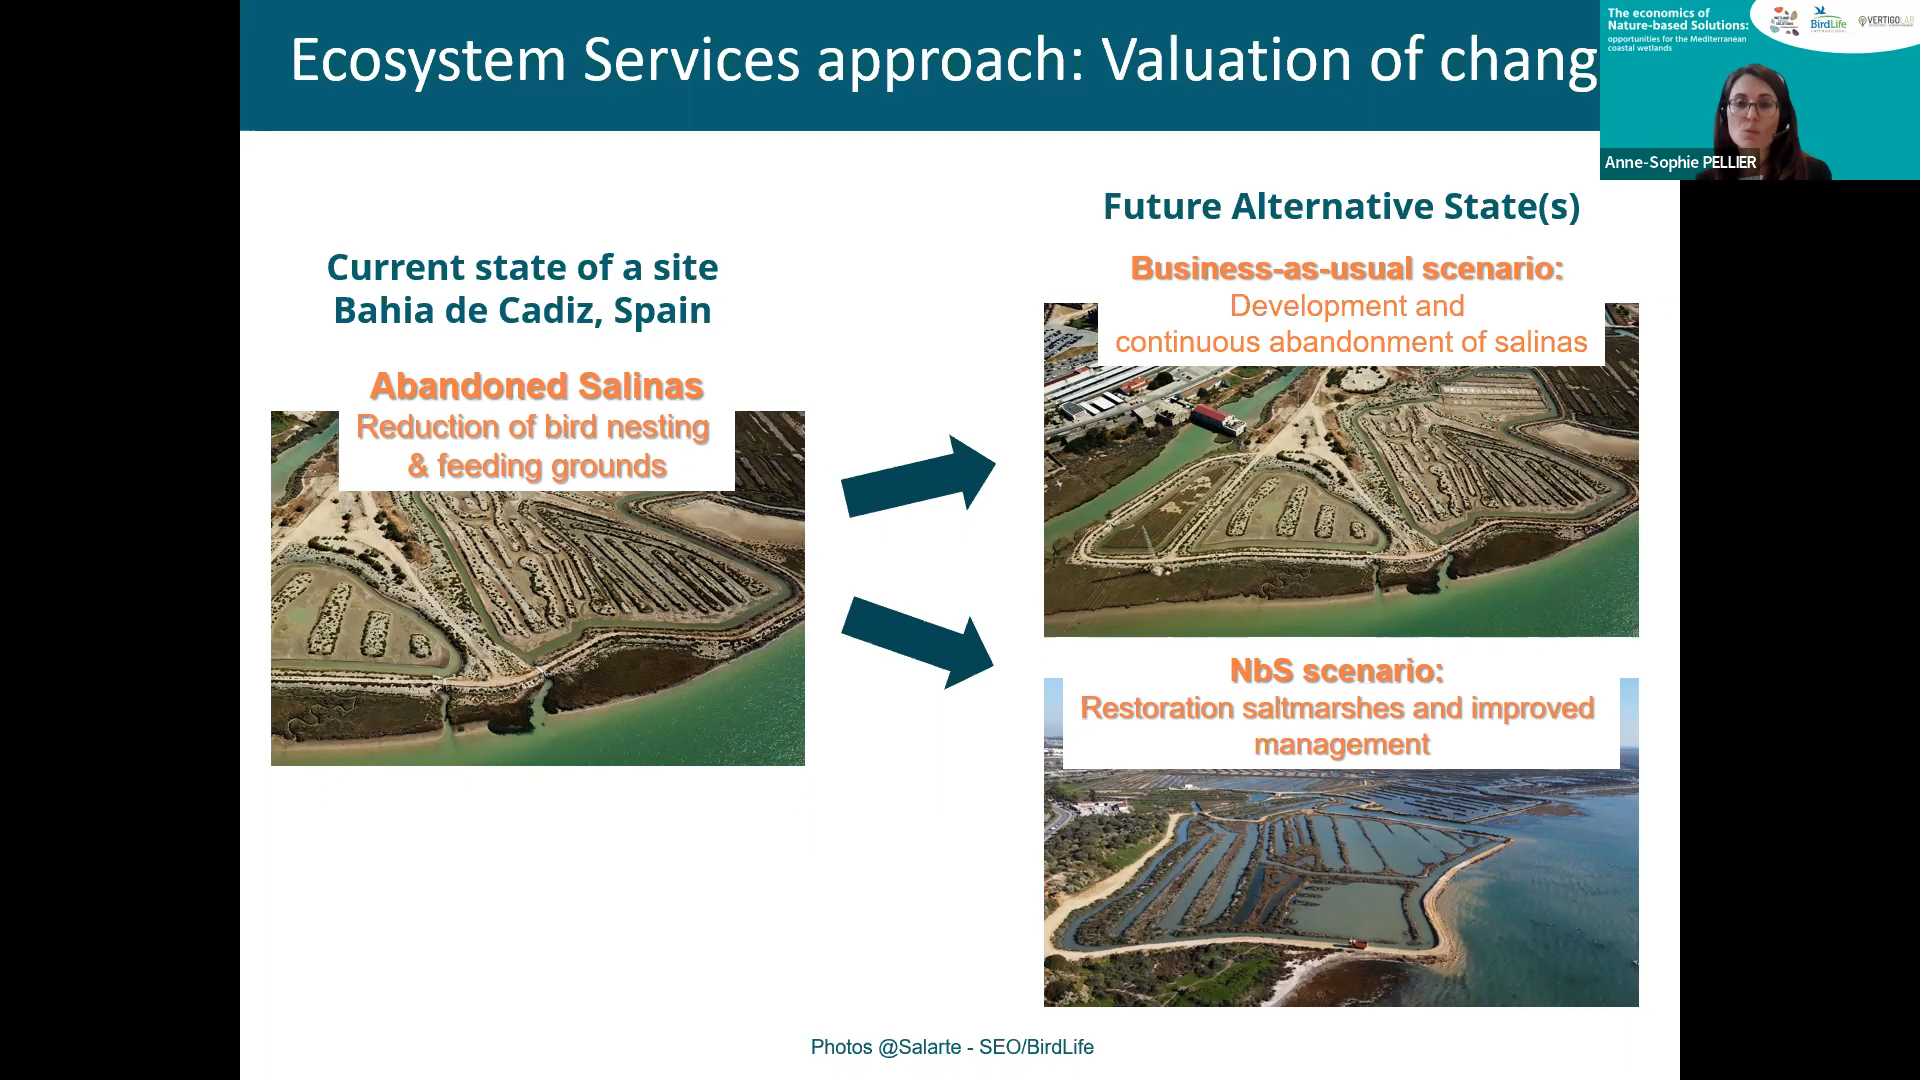 Ecosystem Services approach: Valuation of chang
The economics of
Nature-based Solutions:
opportunities for the Mediterranean
coastal wetlands
BirdLife
INTERNATIONAL
VERTIGOLAB
Anne-Sophie PELLIER
Current state of a site
Bahia de Cadiz, Spain
Abandoned Salinas
Reduction of bird nesting
& feeding grounds
Future Alternative State(s)
Business-as-usual scenario:
Development and
continuous abandonment of salinas
NbS scenario:
Restoration saltmarshes and improved
management
Photos @Salarte - SEO/BirdLife